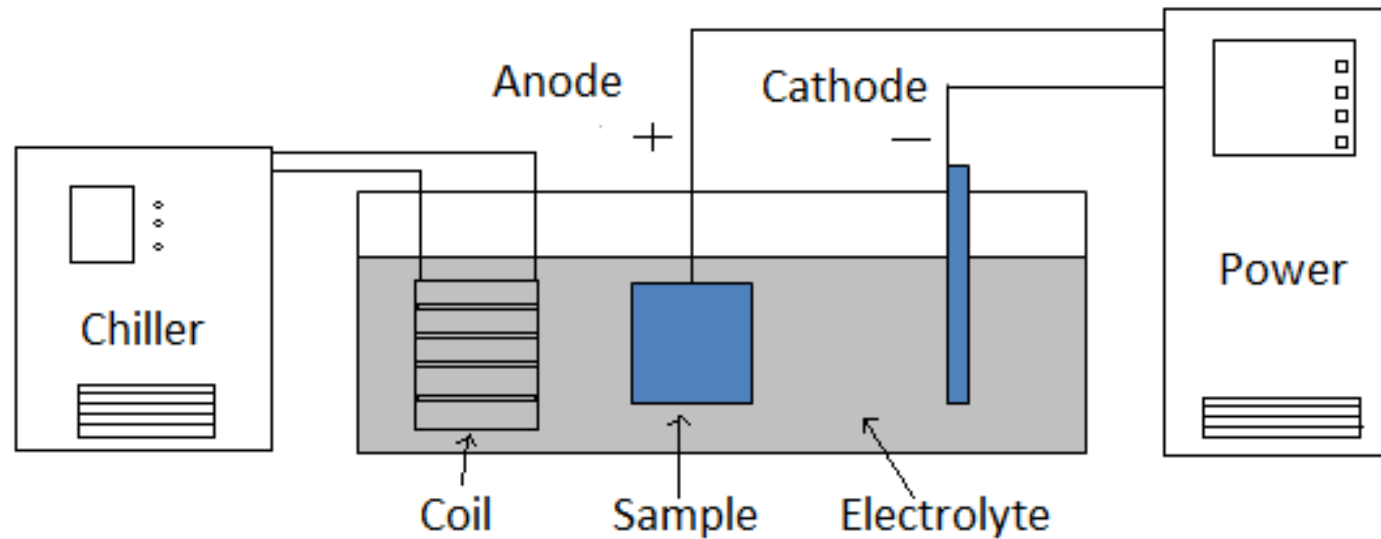 Anode
Cathode
+
−
Power
Chiller
Coil
Sample
Electrolyte